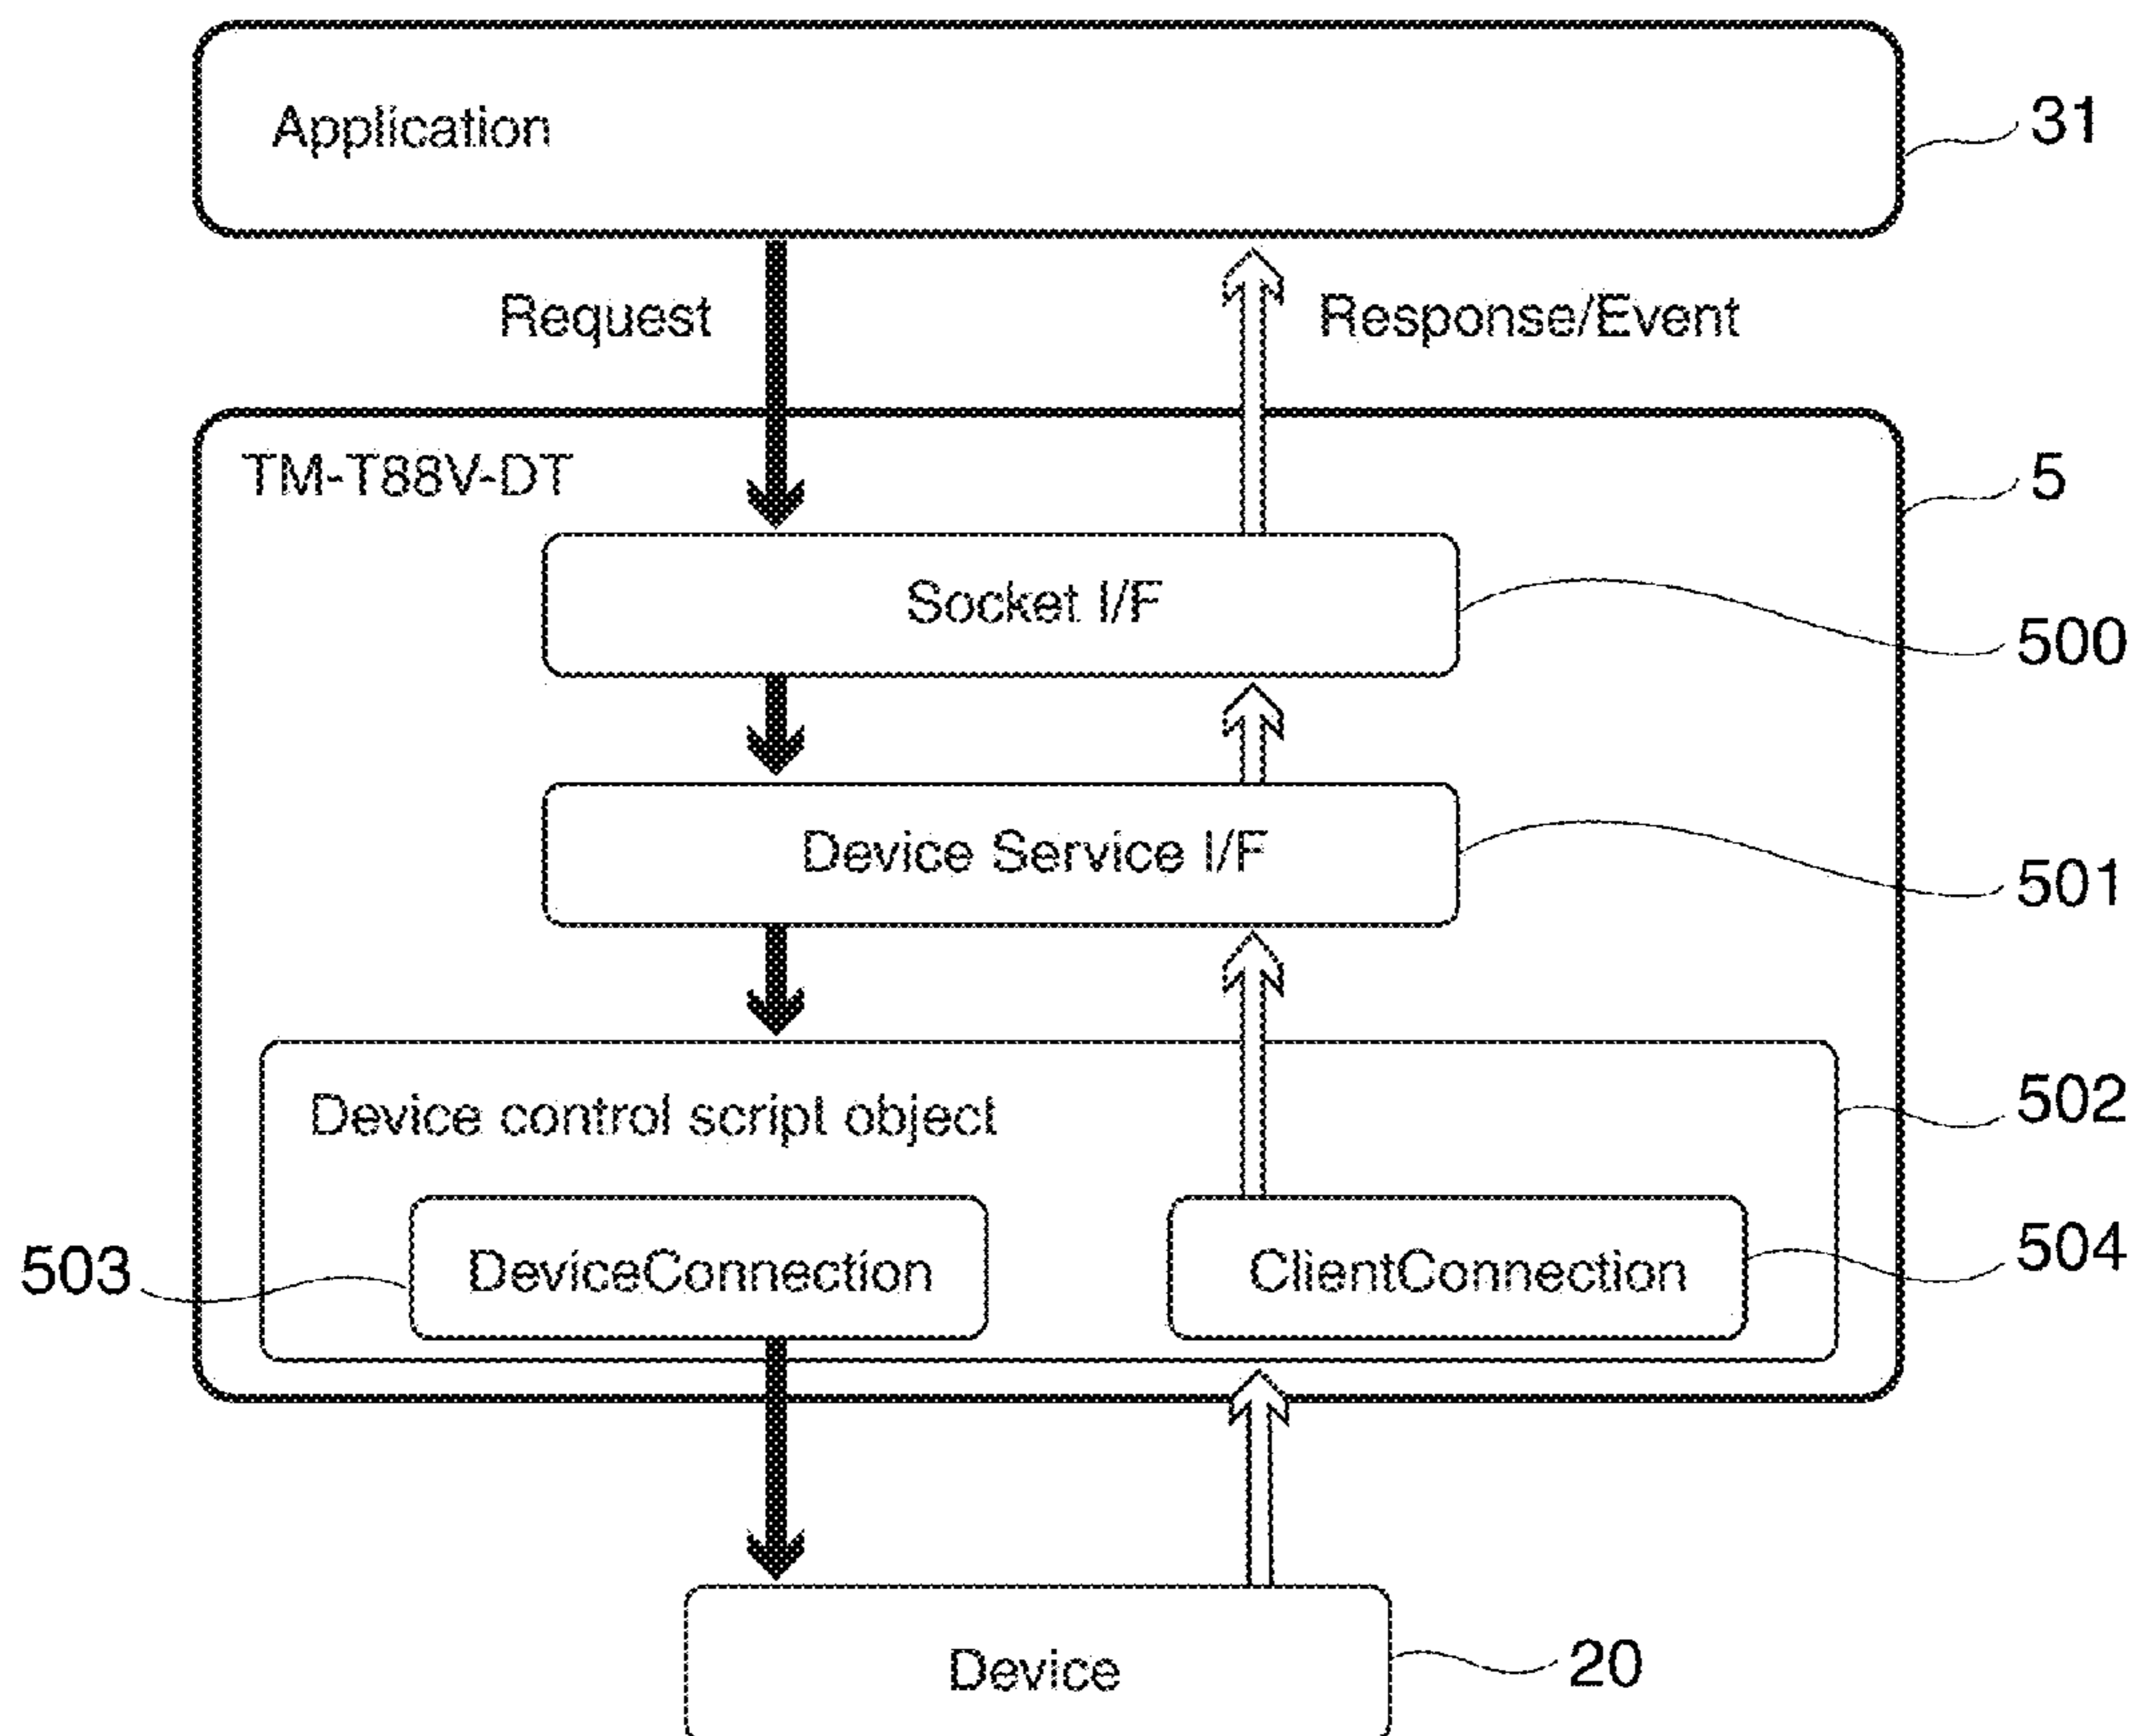 Application
31
Request
Response/Event
TM-T88V-DT
5
Socket I/F
500
Device Service I/F
501
Device control script object
502
503
DeviceConnection
ClientConnection
504
Device
20